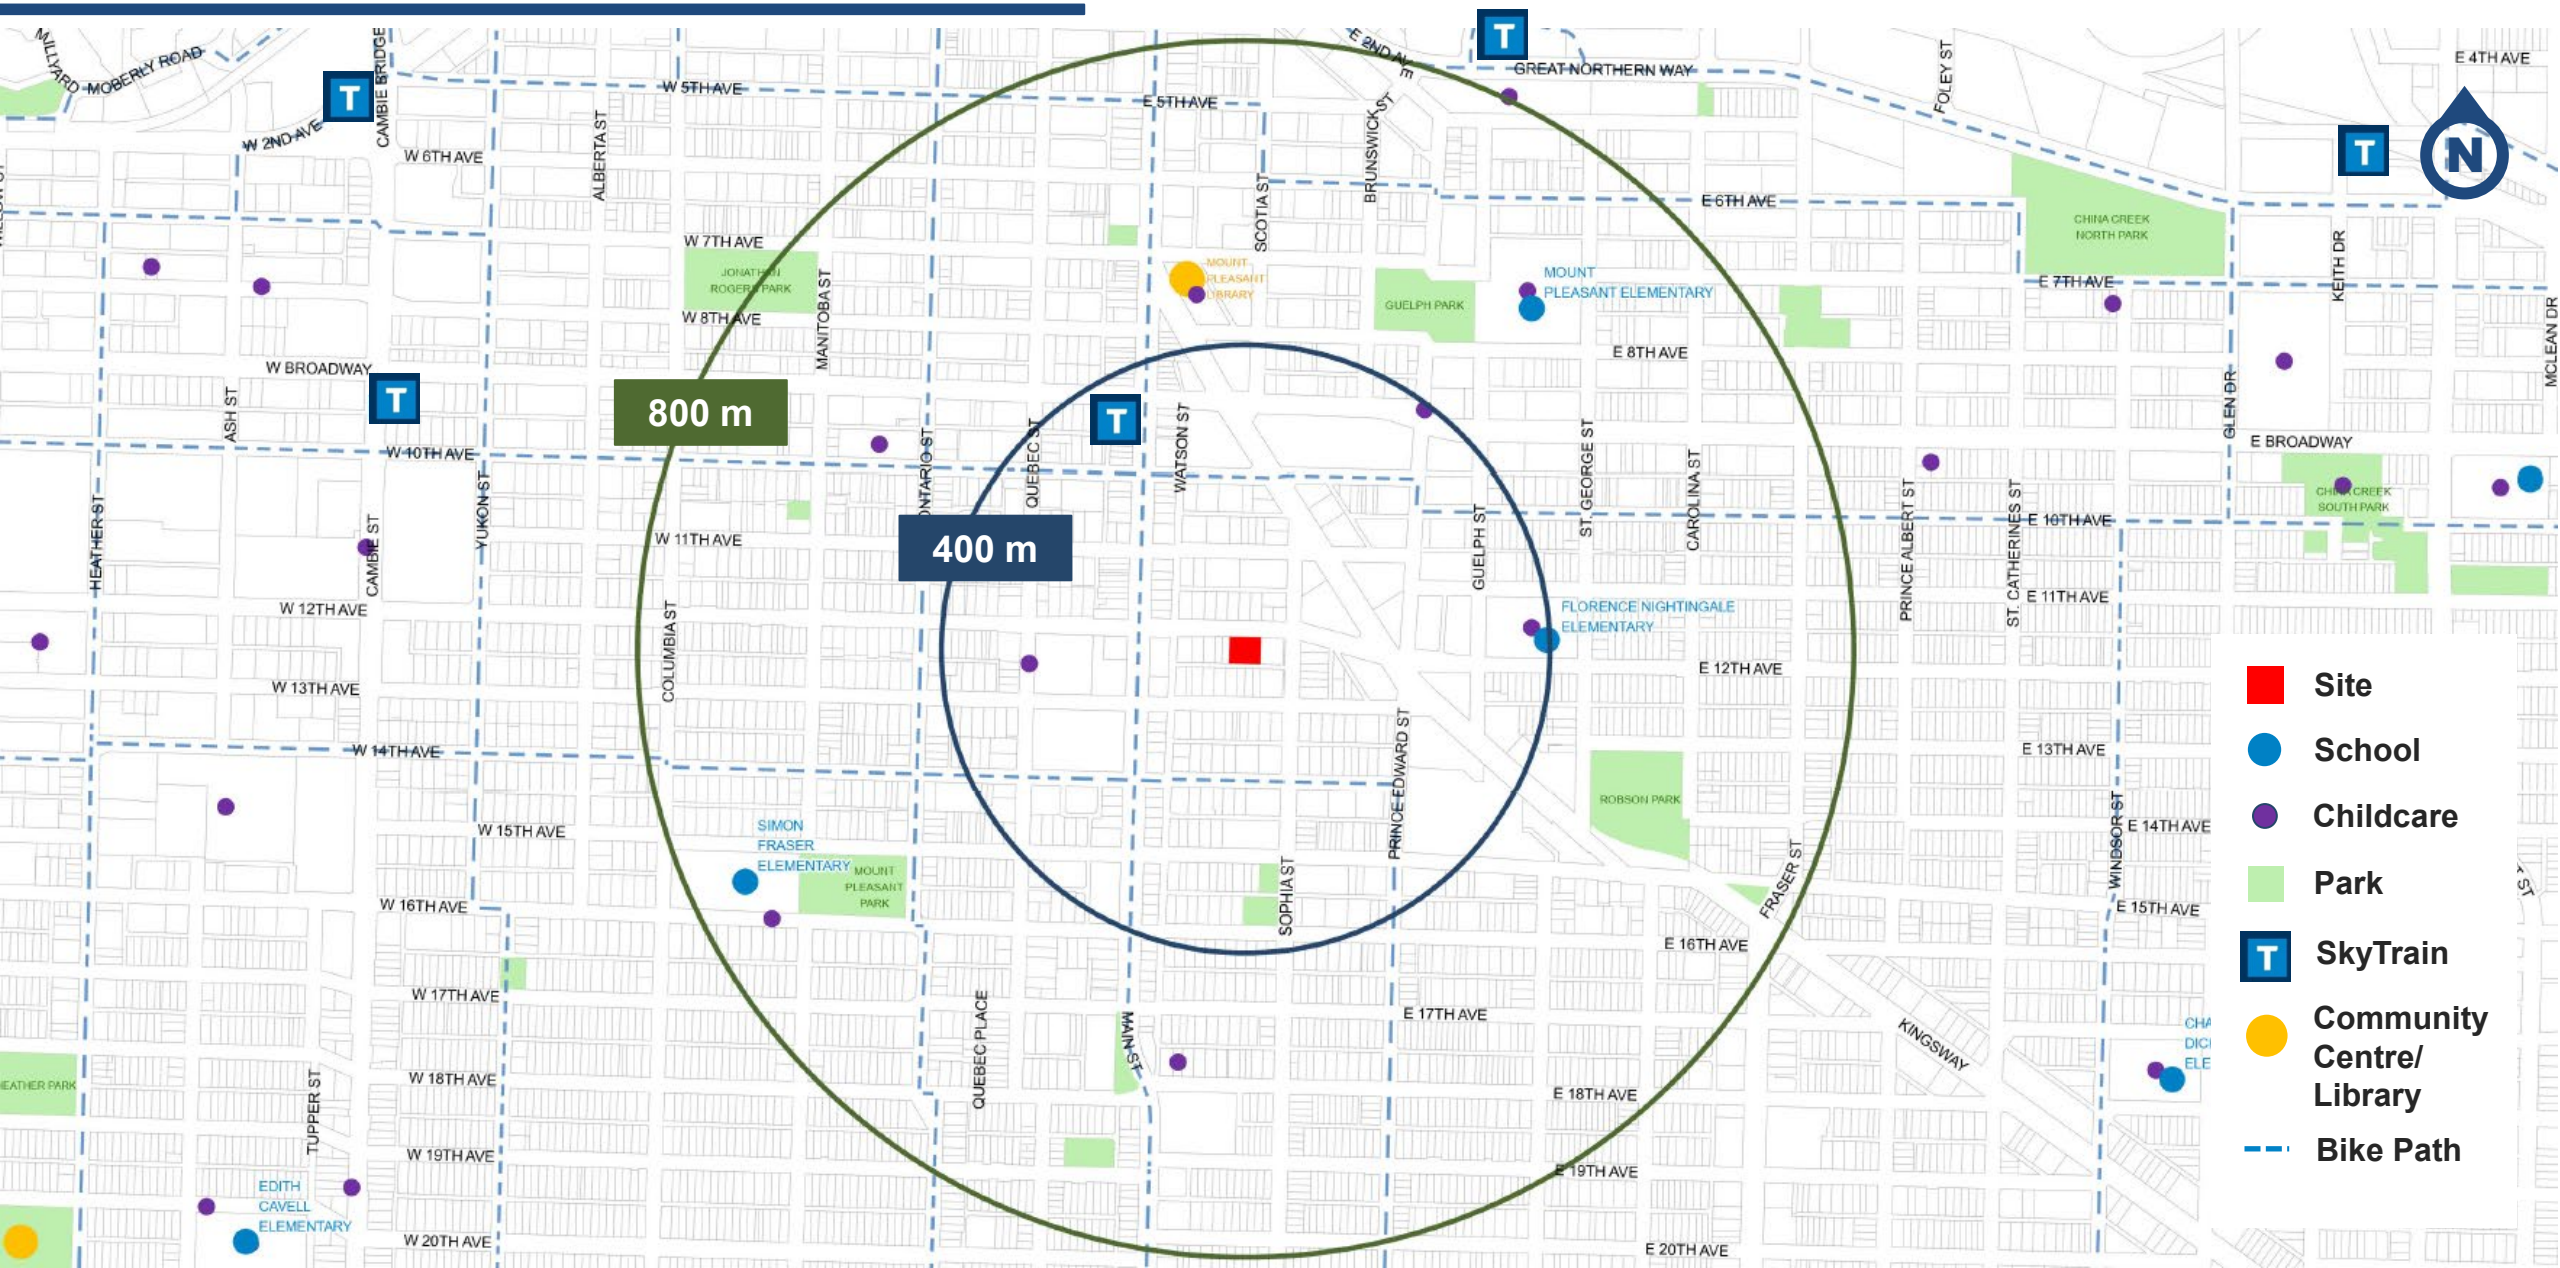 E 2ND AVE
T
GREAT NORTHERN WAY
FOLEY ST
E 4TH AVE
MILLYARD
MOBERLY ROAD
CAMBIE BRIDGE
T
W 2ND AVE
W 5TH AVE
E 5TH AVE
BRUNSWICK ST
T
N
W 6TH AVE
ALBERTA ST
SCOTIA ST
E 6TH AVE
CHINA CREEK
NORTH PARK
W 7TH AVE
JONATHAN
ROGERS PARK
MANITOBA ST
MOUNT
PLEASANT
LIBRARY
GUELPH PARK
MOUNT
PLEASANT ELEMENTARY
E 7TH AVE
KEITH DR
MCLEAN DR
W 8TH AVE
E 8TH AVE
W BROADWAY
T
ASH ST
800 m
T
WATSON ST
QUEBEC ST
ONTARIO ST
ST. GEORGE ST
CAROLINA ST
GLEN DR
E BROADWAY
W 10TH AVE
YUKON ST
HEATHER ST
CAMBIE ST
CHINA CREEK
SOUTH PARK
E 10TH AVE
PRINCE ALBERT ST
ST. CATHERINES ST
GUELPH ST
W 11TH AVE
400 m
E 11TH AVE
W 12TH AVE
COLUMBIA ST
FLORENCE NIGHTINGALE
ELEMENTARY
E 12TH AVE
W 13TH AVE
PRINCE EDWARD ST
E 13TH AVE
W 14TH AVE
ROBSON PARK
WINDSOR ST
E 14TH AVE
W 15TH AVE
SIMON
FRASER
ELEMENTARY
MOUNT
PLEASANT
PARK
SOPHIA ST
FRASER ST
W 16TH AVE
E 15TH AVE
E 16TH AVE
W 17TH AVE
QUEBEC PLACE
MAIN ST
E 17TH AVE
KINGSWAY
CHA
DIC
ELE
HEATHER PARK
W 18TH AVE
E 18TH AVE
TUPPER ST
W 19TH AVE
E 19TH AVE
EDITH
CAVELL
ELEMENTARY
W 20TH AVE
E 20TH AVE
Site
School
Childcare
Park
T
SkyTrain
Community
Centre/
Library
Bike Path